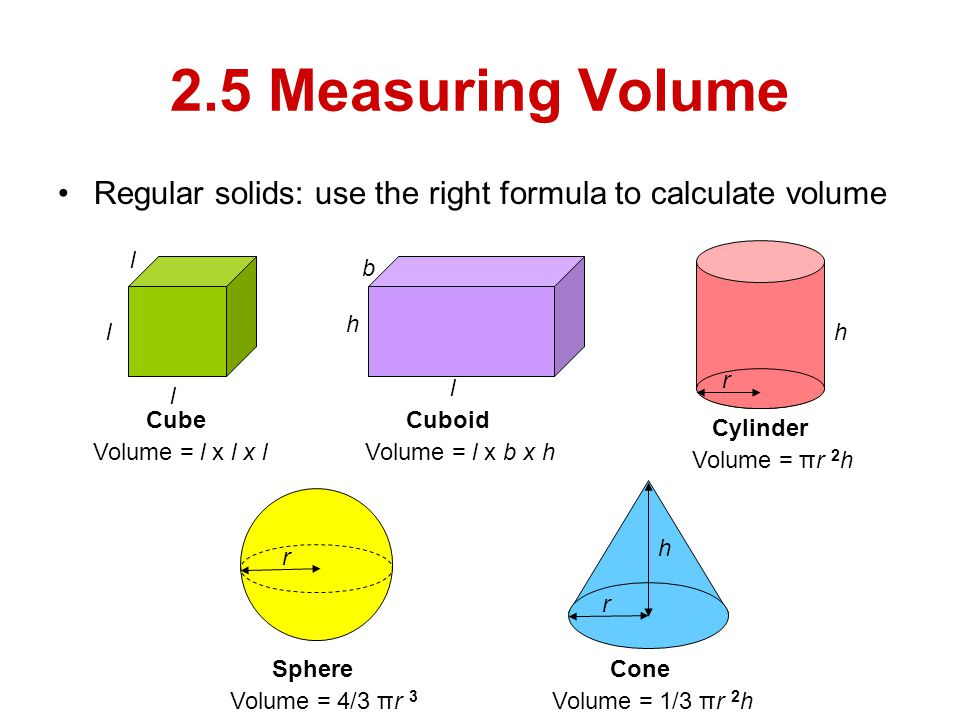 2.5 Measuring Volume
• Regular solids: use the right formula to calculate volume
l
l
l
Cube
Volume = l x l x l
b
h
l
Cuboid
Volume = l x b x h
h
r
Cylinder
Volume = πr ²h
r
Sphere
Volume = 4/3 πr ³
h
r
Cone
Volume = 1/3 πr ²h